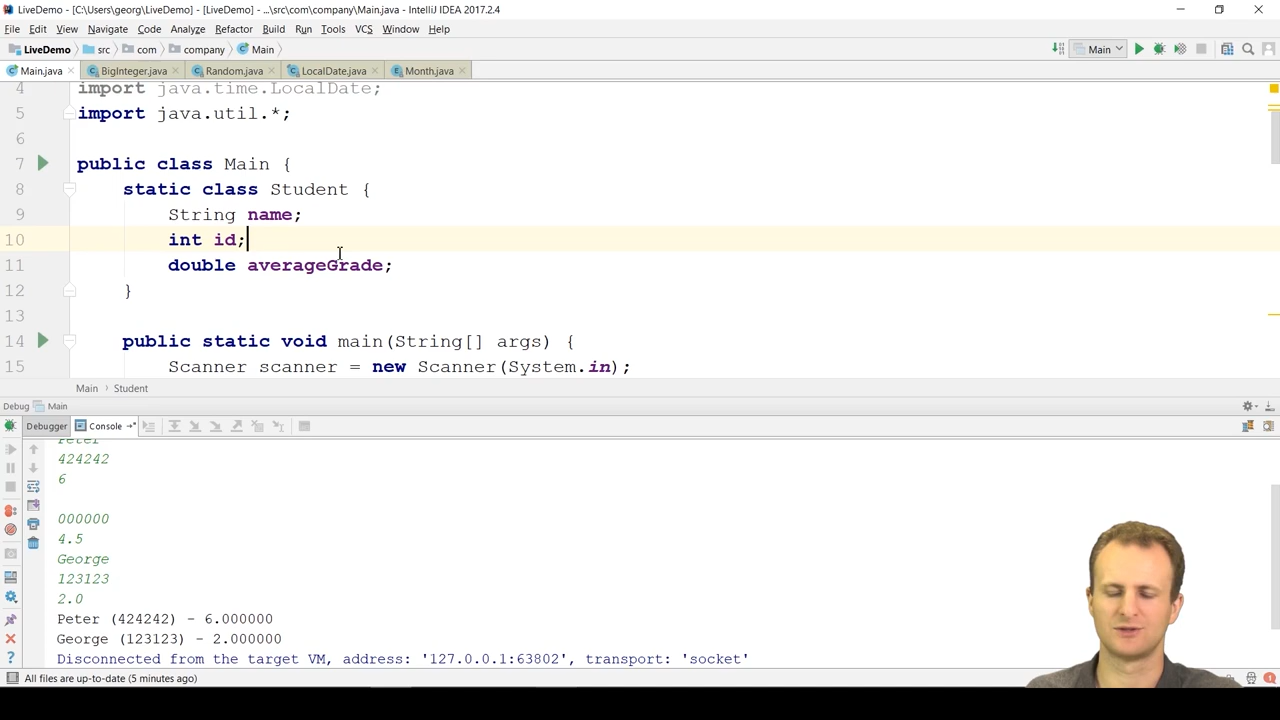 LiveDemo - [C:\Users\georg\LiveDemo] - [LiveDemo] - ...\src\com\company\Main.java - IntelliJ IDEA 2017.2.4
File Edit View Navigate Code Analyze Refactor Build Run Tools VCS Window Help
LiveDemo src com company Main Main
Main.java BigInteger.java Random.java LocalDate.java Month.java
4 import java.time.LocalDate;
5 import java.util.*;
6
7 public class Main {
8 static class Student {
9 String name;
10 int id;
11 double averageGrade;
12 }
13
14 public static void main(String[] args) {
15 Scanner scanner = new Scanner(System.in);
Main › Student
Debug Main
Debugger Console
Peter
424242
6
000000
4.5
George
123123
2.0
Peter (424242) - 6.000000
George (123123) - 2.000000
Disconnected from the target VM, address: '127.0.0.1:63802', transport: 'socket'
All files are up-to-date (5 minutes ago)